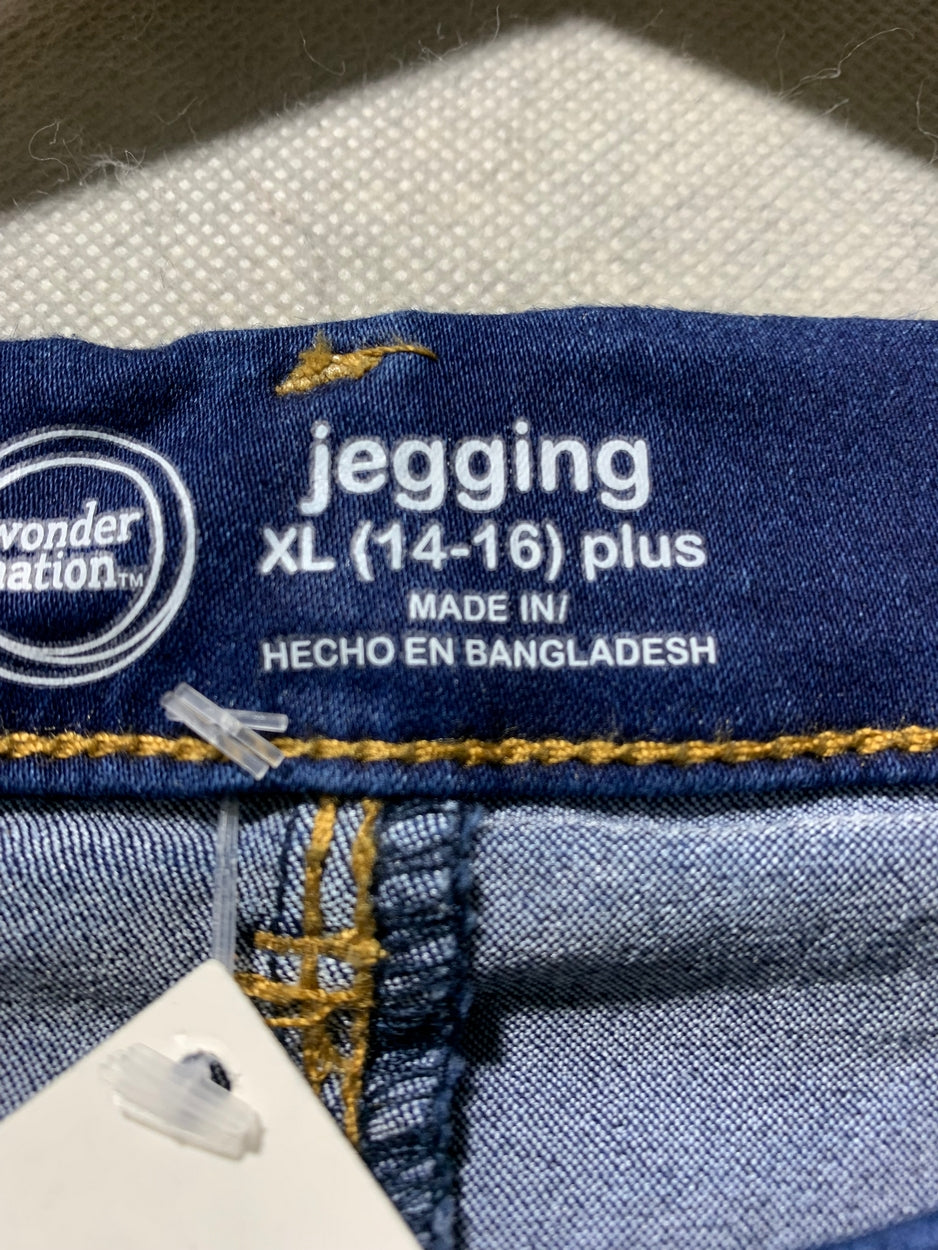 wonder
nation™
jegging
XL (14-16) plus
MADE IN/
HECHO EN BANGLADESH